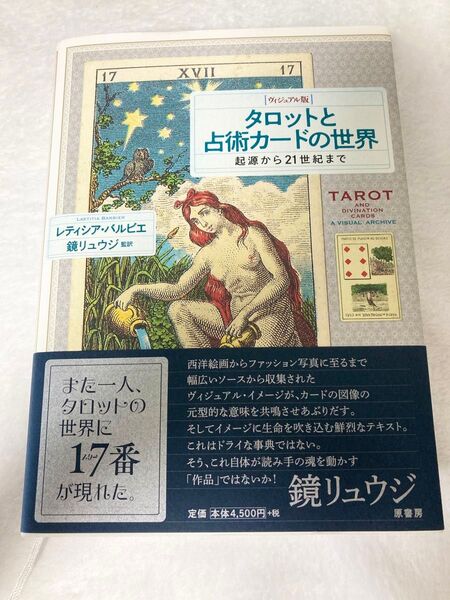 17
XVII
17
[ヴィジュアル版]
タロットと
占術カードの世界
起源から21世紀まで
TAROT
AND
DIVINATION
CARDS
A VISUAL ARCHIVE
LAETITIA BARBIER
レティシア・バルビエ
鏡リュウジ 監訳
また一人、
タロットの
世界に
17番
が現れた。
西洋絵画からファッション写真に至るまで
幅広いソースから収集された
ヴィジュアル・イメージが、カードの図像の
元型的な意味を共鳴させあぶりだす。
そしてイメージに生命を吹き込む鮮烈なテキスト。
これはドライな事典ではない。
そう、これ自体が読み手の魂を動かす
「作品」ではないか!
鏡リュウジ
定価 本体4,500円+税
原書房